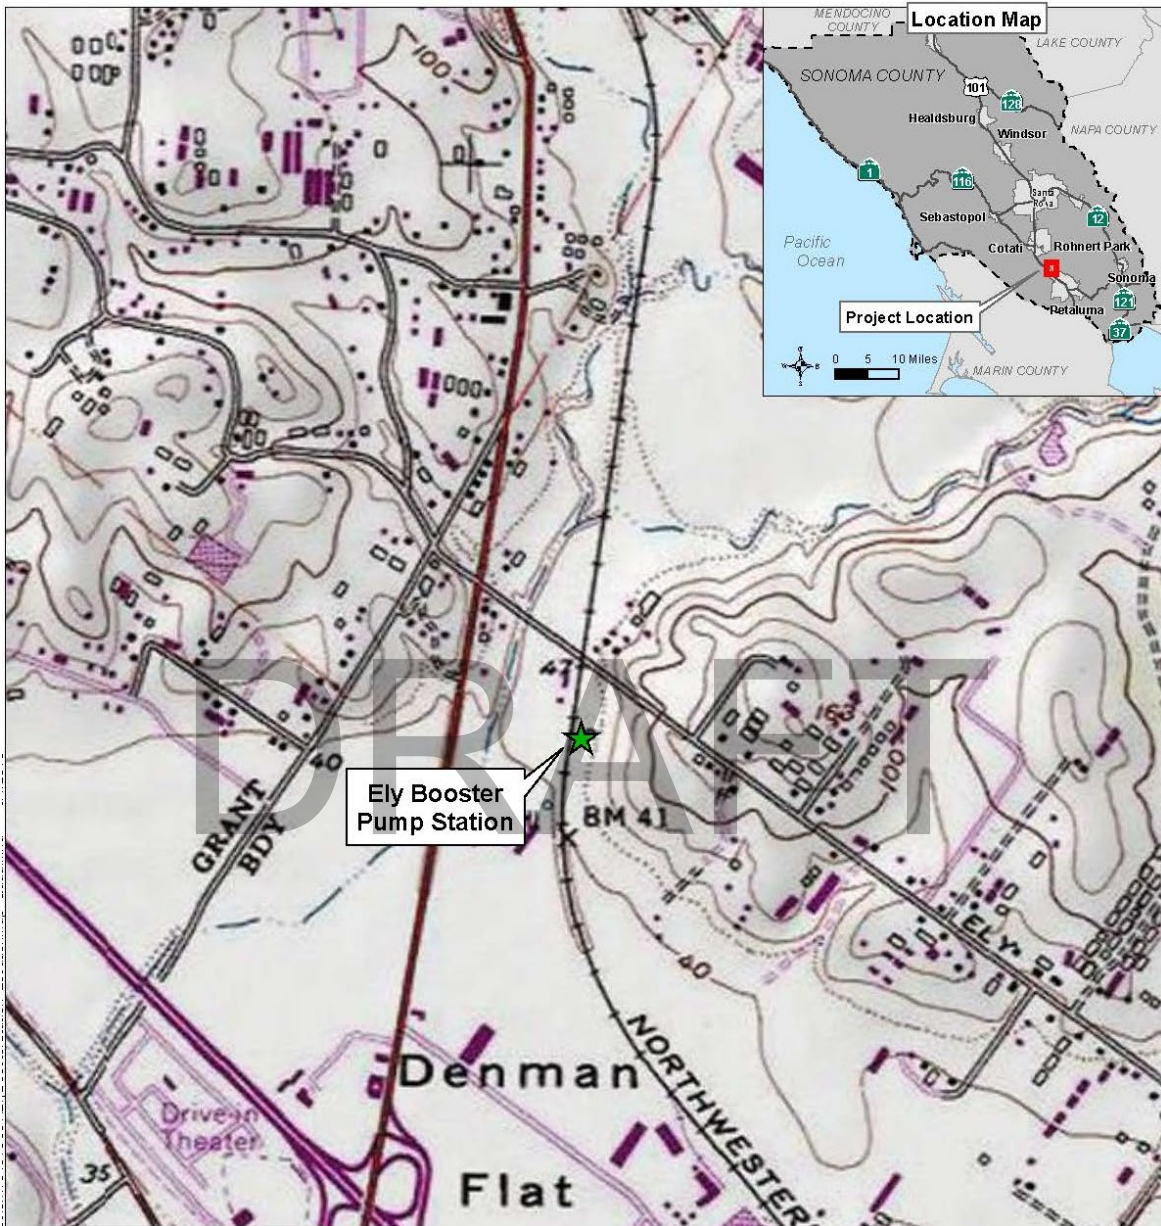 Location Map
MENDOCINO
COUNTY
LAKE COUNTY
SONOMA COUNTY
101
128
Healdsburg
Windsor
NAPA COUNTY
1
116
Santa
Rosa
12
Sebastopol
Cotati
Rohnert Park
Pacific
Ocean
Sonoma
121
Petaluma
37
Project Location
0 5 10 Miles
MARIN COUNTY
100
47
163
40
100
DRAFT
Ely Booster
Pump Station
BM 41
GRANT
BDY
ELY
40
NORTHWESTERN
Denman
Flat
Drive-in
Theater
35